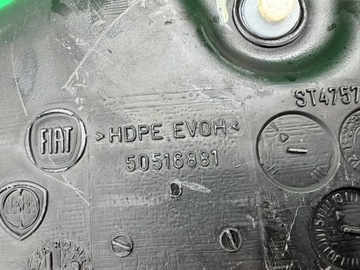 ST4757
FIAT
>HDPE EVOH<
50516881